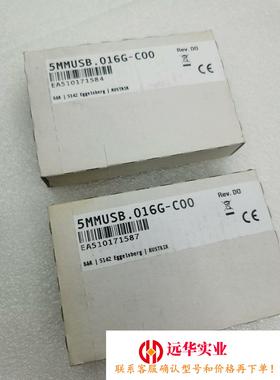 5MMUSB.016G-C00
Rev. D0
EA510171584
B&R | 5142 Eggelsberg | AUSTRIA
CE
5MMUSB.016G-C00
Rev. D0
EA510171587
B&R | 5142 Eggelsberg | AUSTRIA
CE
远华实业
联系客服确认型号和价格再下单！